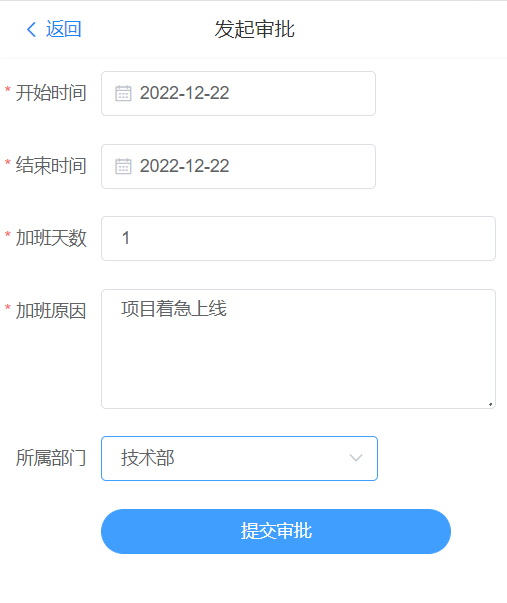 返回
发起审批
* 开始时间 2022-12-22
* 结束时间 2022-12-22
* 加班天数 1
* 加班原因 项目着急上线
所属部门 技术部
提交审批